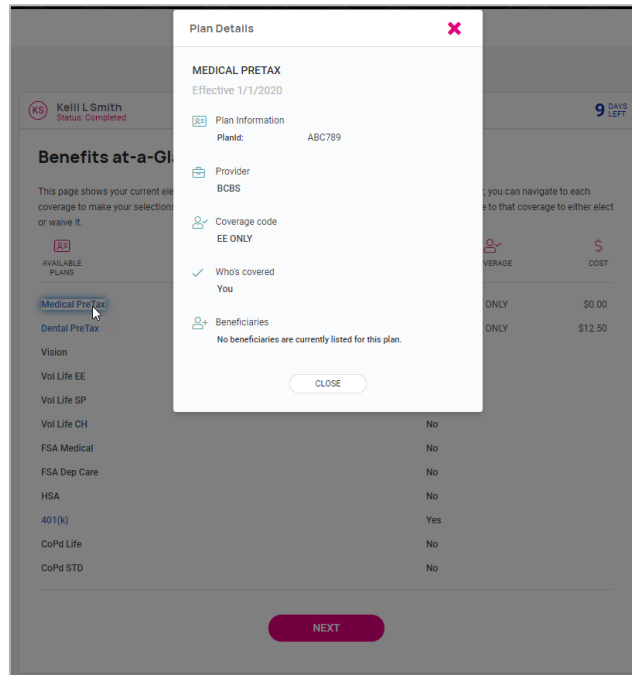 Plan Details
MEDICAL PRETAX
Effective 1/1/2020
Plan Information
PlanId: ABC789
Provider
BCBS
Coverage code
EE ONLY
Who's covered
You
Beneficiaries
No beneficiaries are currently listed for this plan.
CLOSE
KS Kelli L Smith
Status: Completed
9 DAYS LEFT
Benefits at-a-Gl
This page shows your current ele , you can navigate to each
coverage to make your selection e to that coverage to either elect
or waive it.
AVAILABLE PLANS VERAGE COST
Medical PreTax ONLY $0.00
Dental PreTax ONLY $12.50
Vision
Vol Life EE
Vol Life SP
Vol Life CH No
FSA Medical No
FSA Dep Care No
HSA No
401(k) Yes
CoPd Life No
CoPd STD No
NEXT